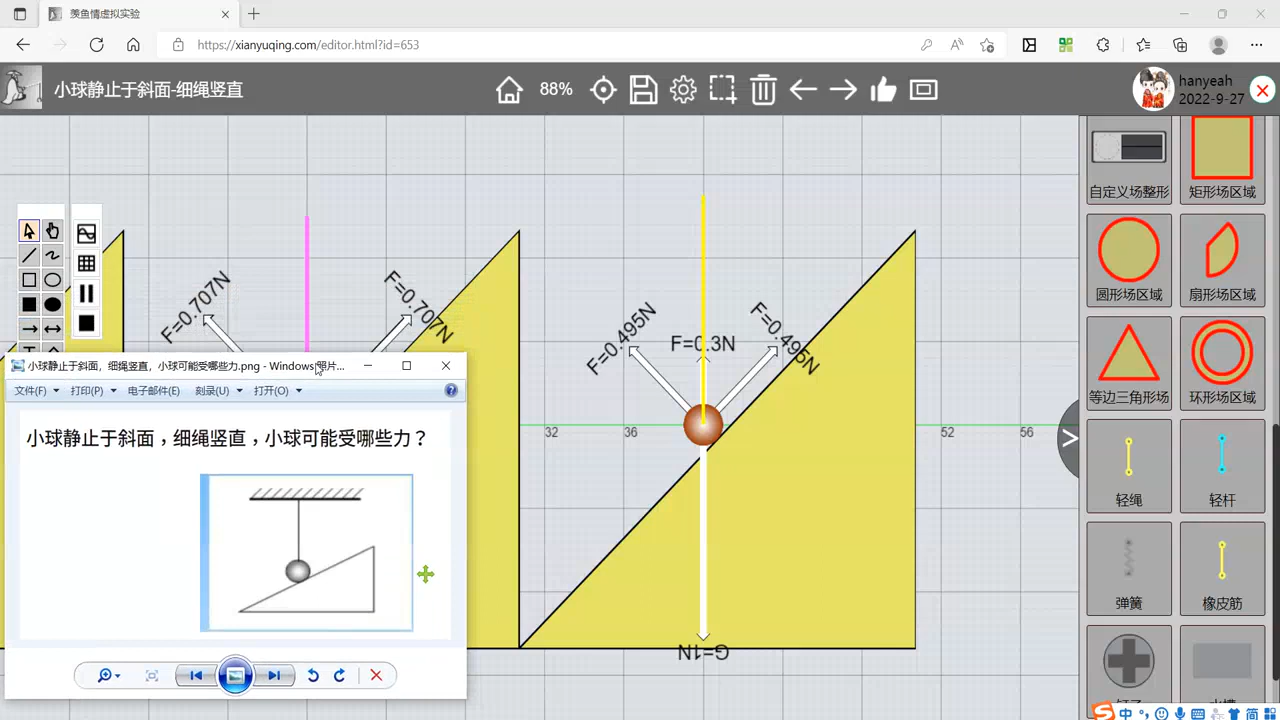 羡鱼情虚拟实验
https://xianyuqing.com/editor.html?id=653
小球静止于斜面-细绳竖直
88%
hanyeah
2022-9-27
自定义场整形
矩形场区域
圆形场区域
扇形场区域
等边三角形场
环形场区域
轻绳
轻杆
弹簧
橡皮筋
F=0.707N
F=0.707N
F=0.495N
F=0.3N
F=0.495N
32
36
52
56
G=1N
小球静止于斜面，细绳竖直，小球可能受哪些力.png - Windows 照片...
文件(F)
打印(P)
电子邮件(E)
刻录(U)
打开(O)
小球静止于斜面，细绳竖直，小球可能受哪些力？
中
简